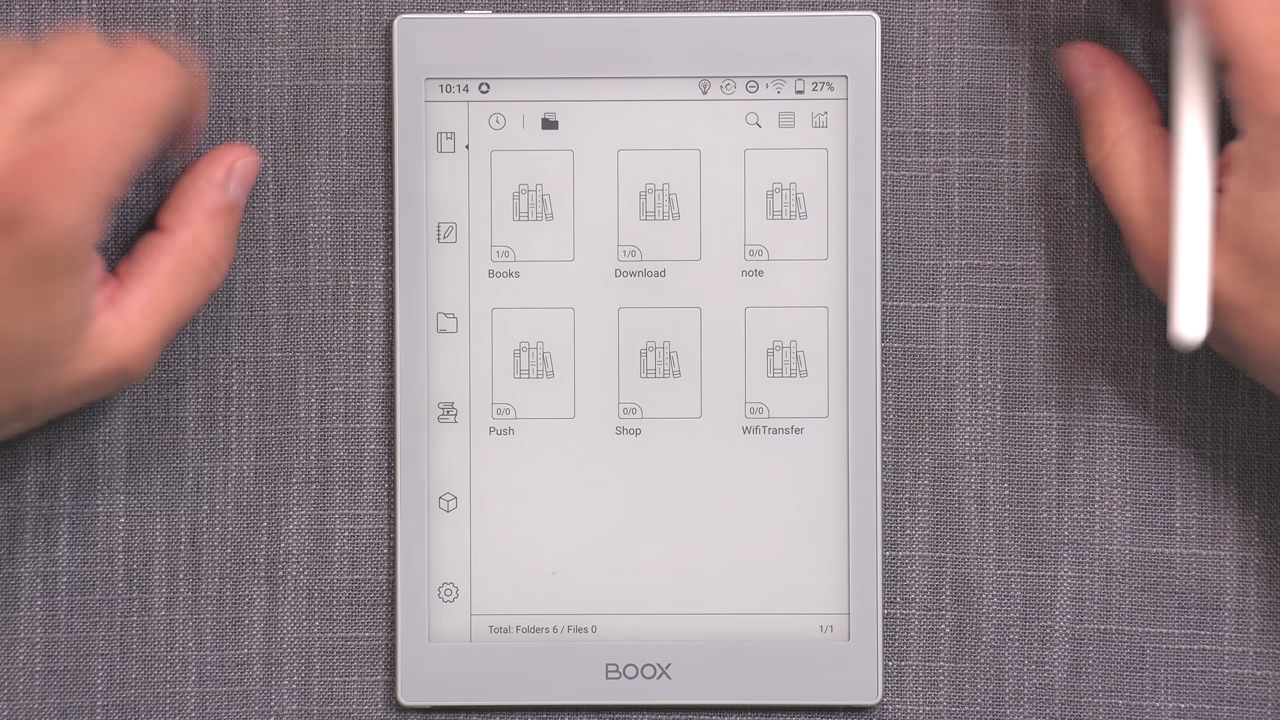 10:14 27%
1/0 1/0 0/0
Books Download note
0/0 0/0 0/0
Push Shop WifiTransfer
Total: Folders 6 / Files 0 1/1
BOOX